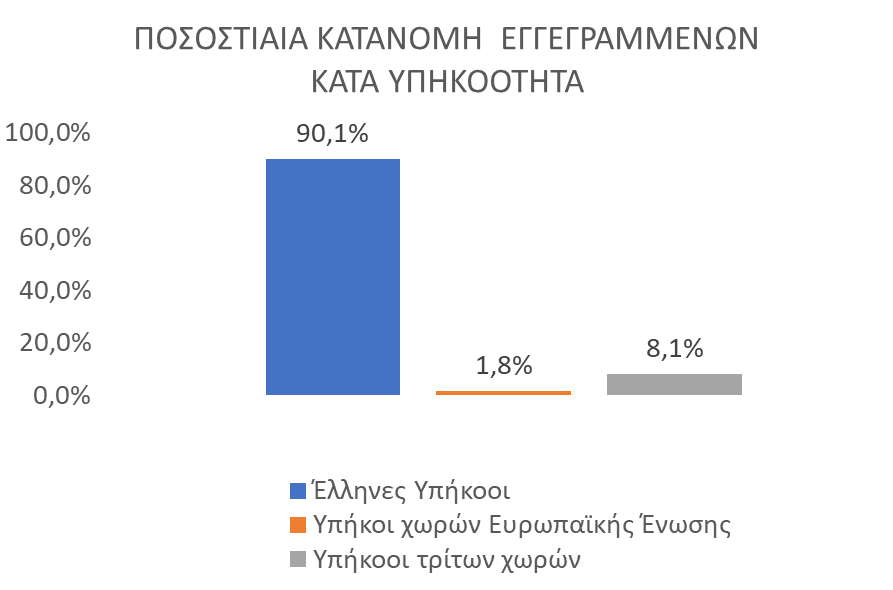 ΠΟΣΟΣΤΙΑΙΑ ΚΑΤΑΝΟΜΗ  ΕΓΓΕΓΡΑΜΜΕΝΩΝ
ΚΑΤΑ ΥΠΗΚΟΟΤΗΤΑ
100,0%
80,0%
60,0%
40,0%
20,0%
0,0%
90,1%
1,8%
8,1%
Έλληνες Υπήκοοι
Υπήκοι χωρών Ευρωπαϊκής Ένωσης
Υπήκοοι τρίτων χωρών